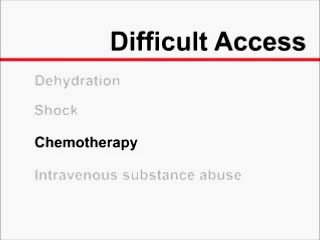 Difficult Access
Dehydration
Shock
Chemotherapy
Intravenous substance abuse